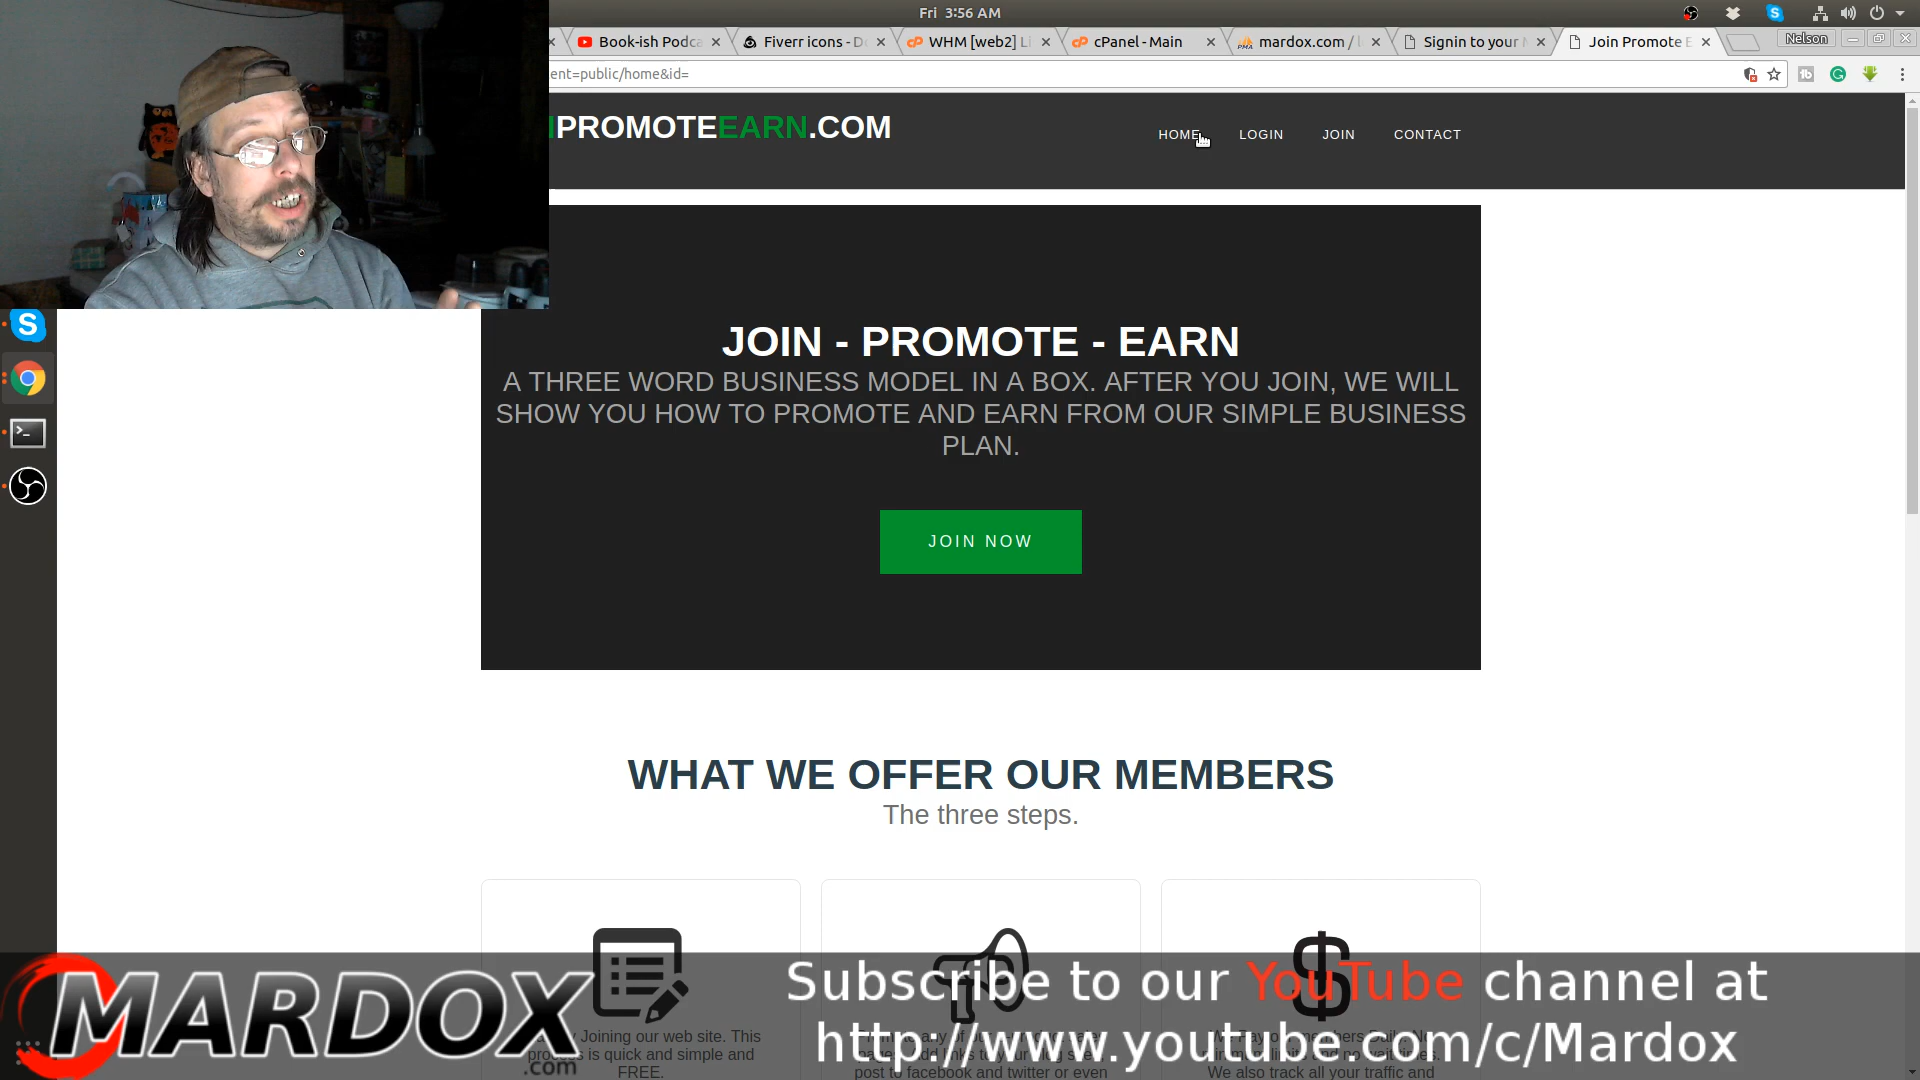 Fri 3:56 AM
Book-ish Podca
Fiverr icons - D
WHM [web2] Li
cPanel - Main
mardox.com / l
Signin to your
Join Promote E
Nelson
ent=public/home&id=
PROMOTEEARN.COM
HOME
LOGIN
JOIN
CONTACT
JOIN - PROMOTE - EARN
A THREE WORD BUSINESS MODEL IN A BOX. AFTER YOU JOIN, WE WILL
SHOW YOU HOW TO PROMOTE AND EARN FROM OUR SIMPLE BUSINESS
PLAN.
JOIN NOW
WHAT WE OFFER OUR MEMBERS
The three steps.
Joining our web site. This
process is quick and simple and
FREE.
post to facebook and twitter or even
We also track all your traffic and
MARDOX
.com
Subscribe to our YouTube channel at
http://www.youtube.com/c/Mardox